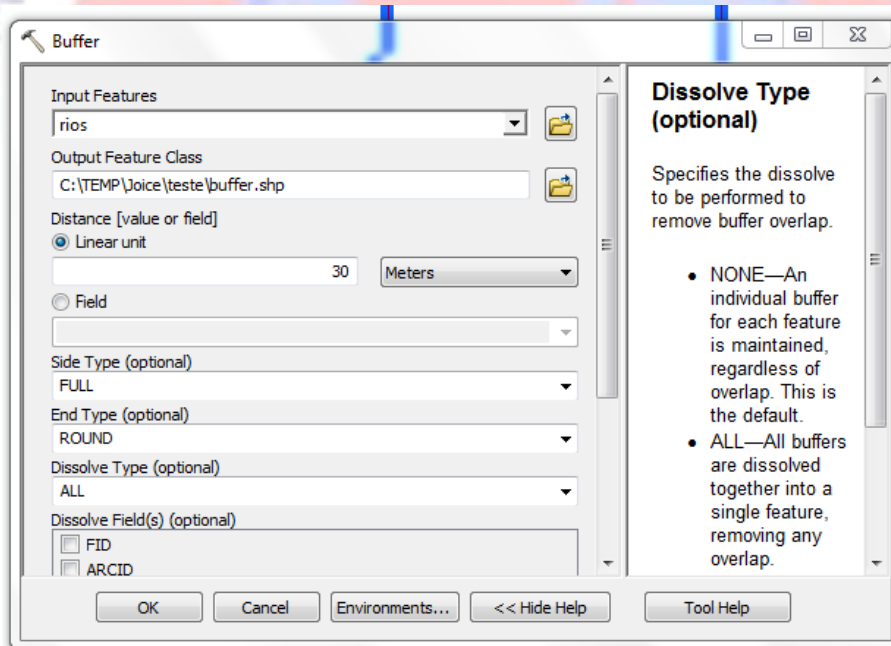 Buffer
Input Features
rios
Output Feature Class
C:\TEMP\Joice\teste\buffer.shp
Distance [value or field]
Linear unit
30
Meters
Field
Side Type (optional)
FULL
End Type (optional)
ROUND
Dissolve Type (optional)
ALL
Dissolve Field(s) (optional)
FID
ARCID
Dissolve Type
(optional)
Specifies the dissolve
to be performed to
remove buffer overlap.
• NONE—An
individual buffer
for each feature
is maintained,
regardless of
overlap. This is
the default.
• ALL—All buffers
are dissolved
together into a
single feature,
removing any
overlap.
OK
Cancel
Environments...
<< Hide Help
Tool Help